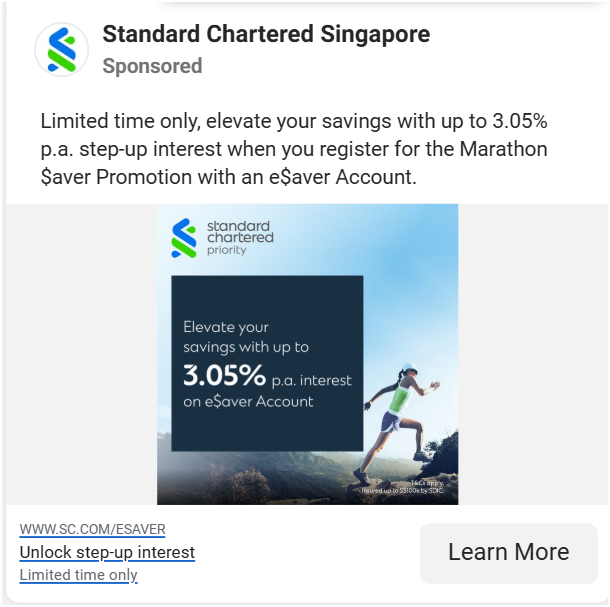 Standard Chartered Singapore
Sponsored
Limited time only, elevate your savings with up to 3.05%
p.a. step-up interest when you register for the Marathon
$aver Promotion with an e$aver Account.
standard
chartered
priority
Elevate your
savings with up to
3.05% p.a. interest
on e$aver Account
T&Cs apply.
Insured up to S$100k by SDIC.
WWW.SC.COM/ESAVER
Unlock step-up interest
Limited time only
Learn More